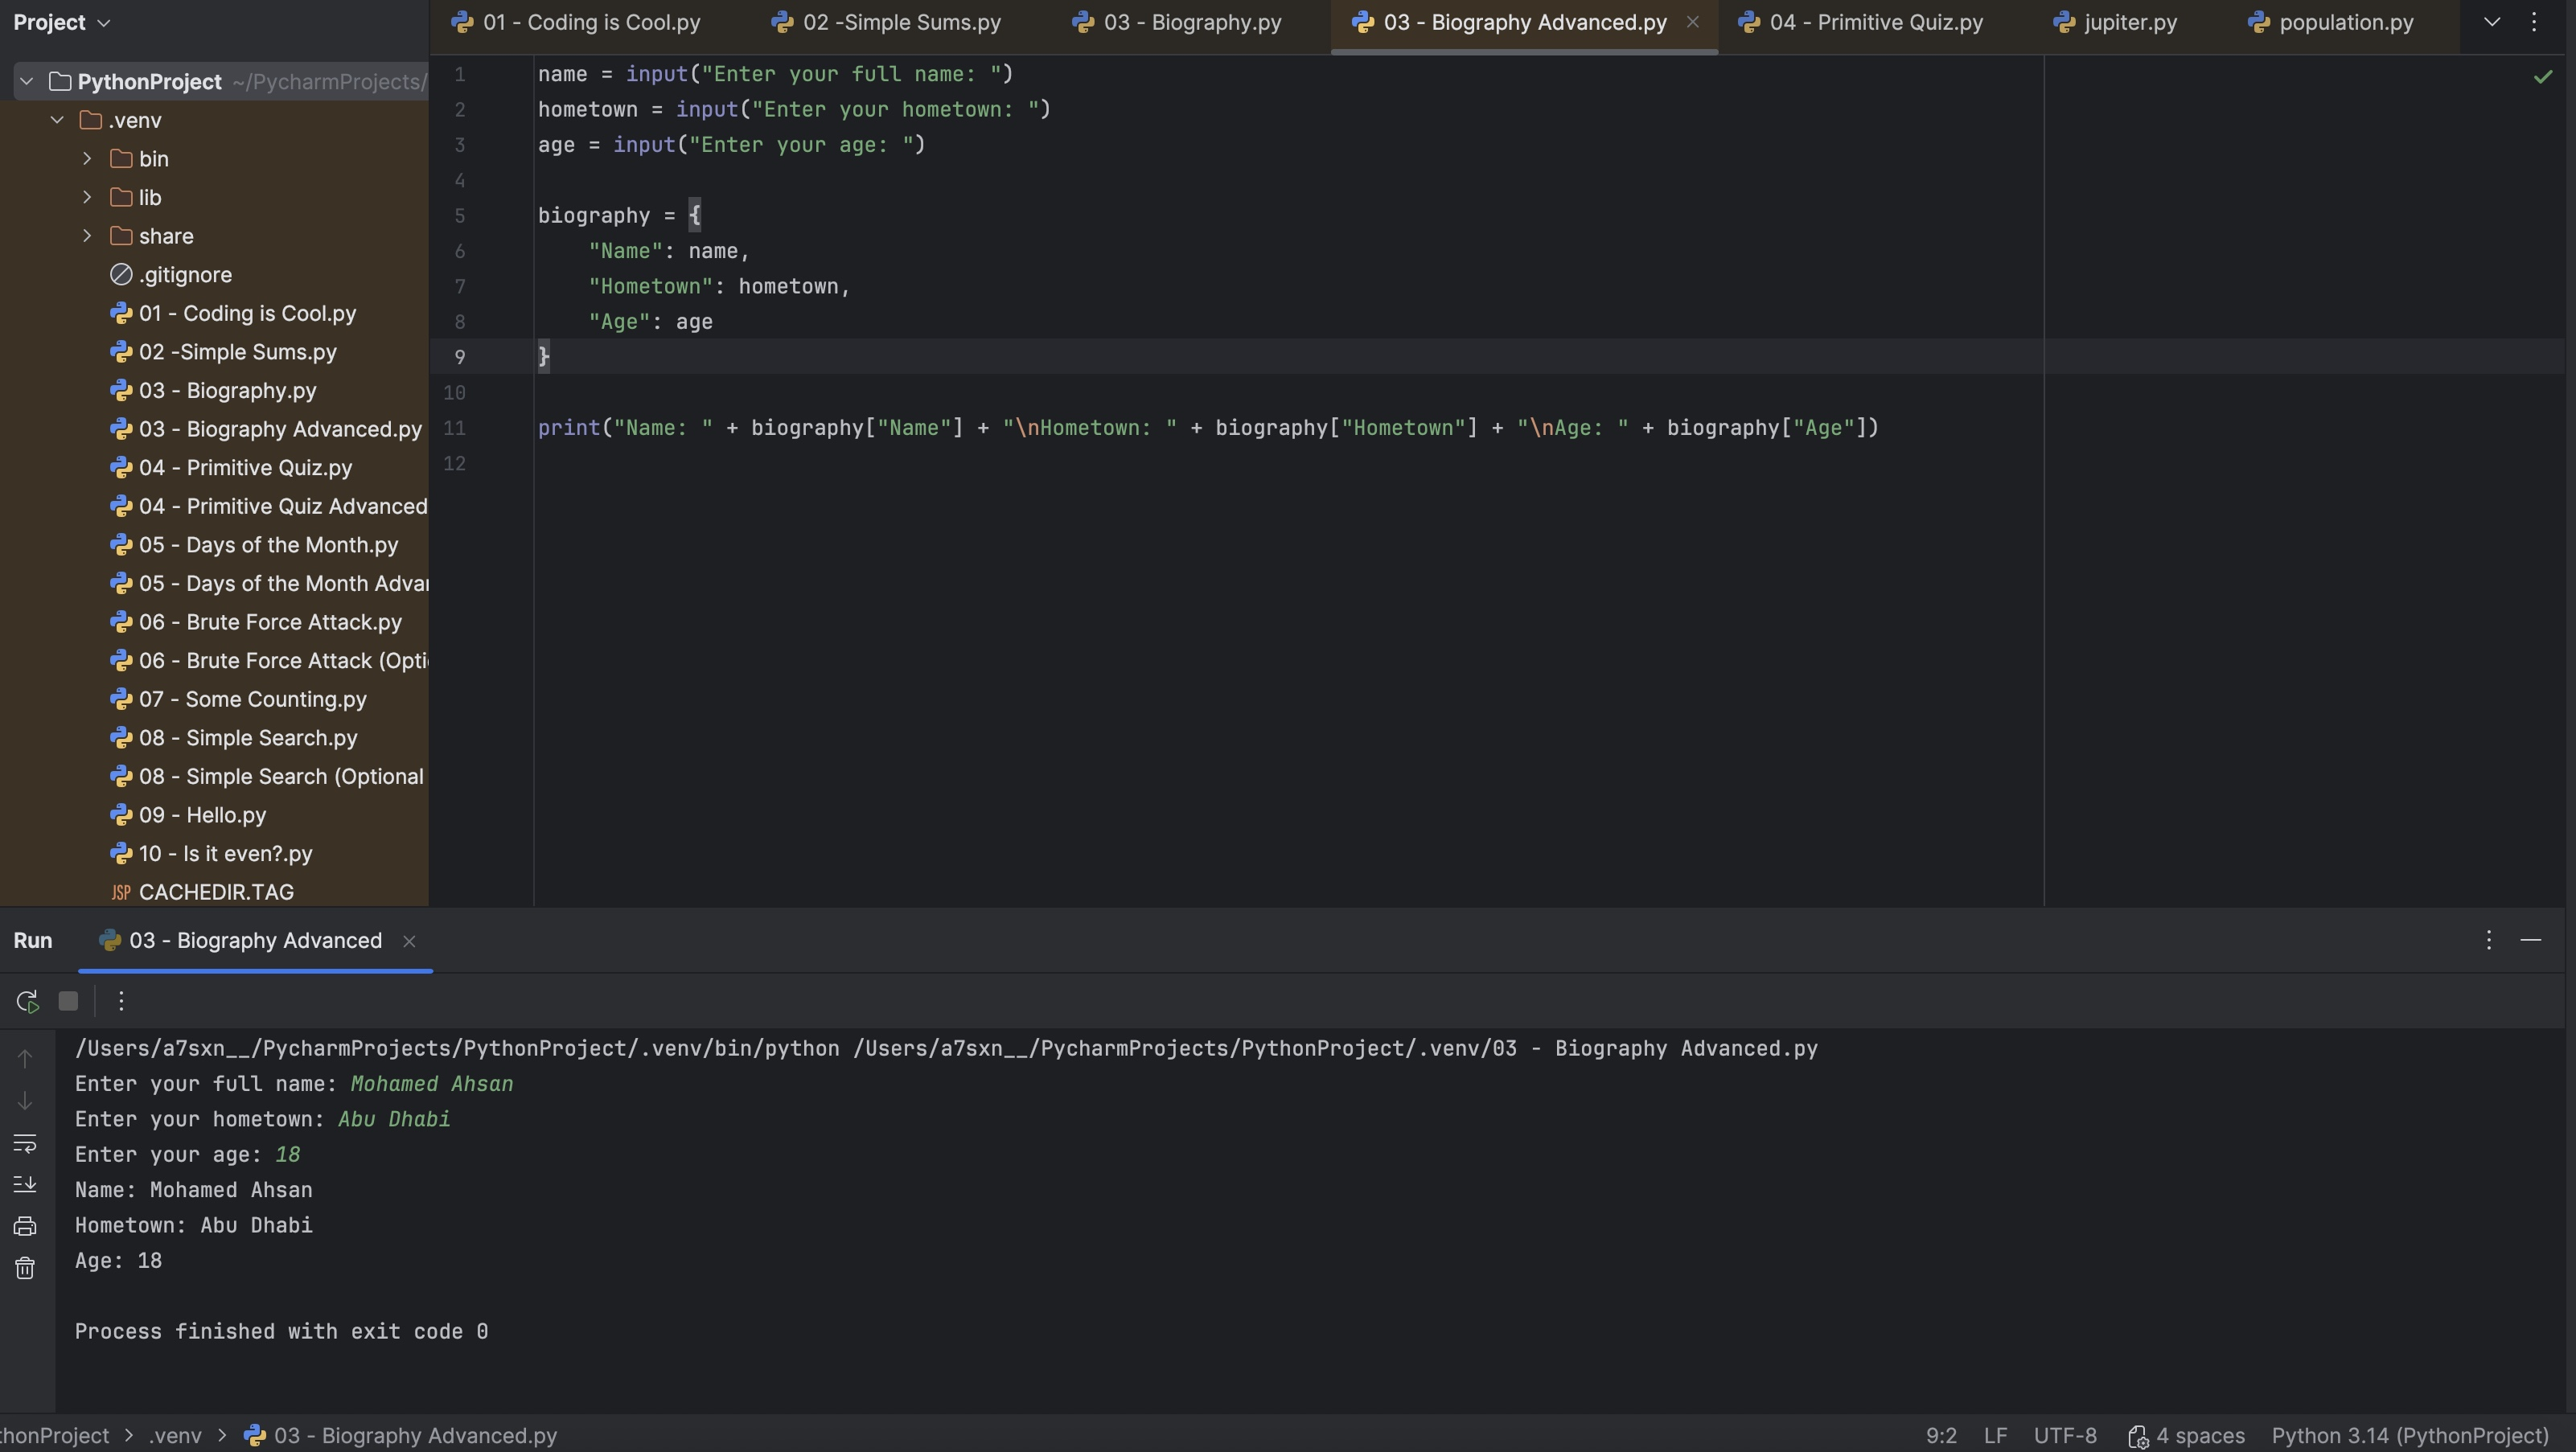 Project
01 - Coding is Cool.py
02 -Simple Sums.py
03 - Biography.py
03 - Biography Advanced.py
04 - Primitive Quiz.py
jupiter.py
population.py
PythonProject ~/PycharmProjects/
.venv
bin
lib
share
.gitignore
01 - Coding is Cool.py
02 -Simple Sums.py
03 - Biography.py
03 - Biography Advanced.py
04 - Primitive Quiz.py
04 - Primitive Quiz Advanced
05 - Days of the Month.py
05 - Days of the Month Advan
06 - Brute Force Attack.py
06 - Brute Force Attack (Opti
07 - Some Counting.py
08 - Simple Search.py
08 - Simple Search (Optional
09 - Hello.py
10 - Is it even?.py
JSP CACHEDIR.TAG
1 name = input("Enter your full name: ")
2 hometown = input("Enter your hometown: ")
3 age = input("Enter your age: ")
4
5 biography = {
6     "Name": name,
7     "Hometown": hometown,
8     "Age": age
9 }
10
11 print("Name: " + biography["Name"] + "\nHometown: " + biography["Hometown"] + "\nAge: " + biography["Age"])
12
Run 03 - Biography Advanced
/Users/a7sxn__/PycharmProjects/PythonProject/.venv/bin/python /Users/a7sxn__/PycharmProjects/PythonProject/.venv/03 - Biography Advanced.py
Enter your full name: Mohamed Ahsan
Enter your hometown: Abu Dhabi
Enter your age: 18
Name: Mohamed Ahsan
Hometown: Abu Dhabi
Age: 18
Process finished with exit code 0
thonProject > .venv > 03 - Biography Advanced.py
9:2 LF UTF-8 4 spaces Python 3.14 (PythonProject)